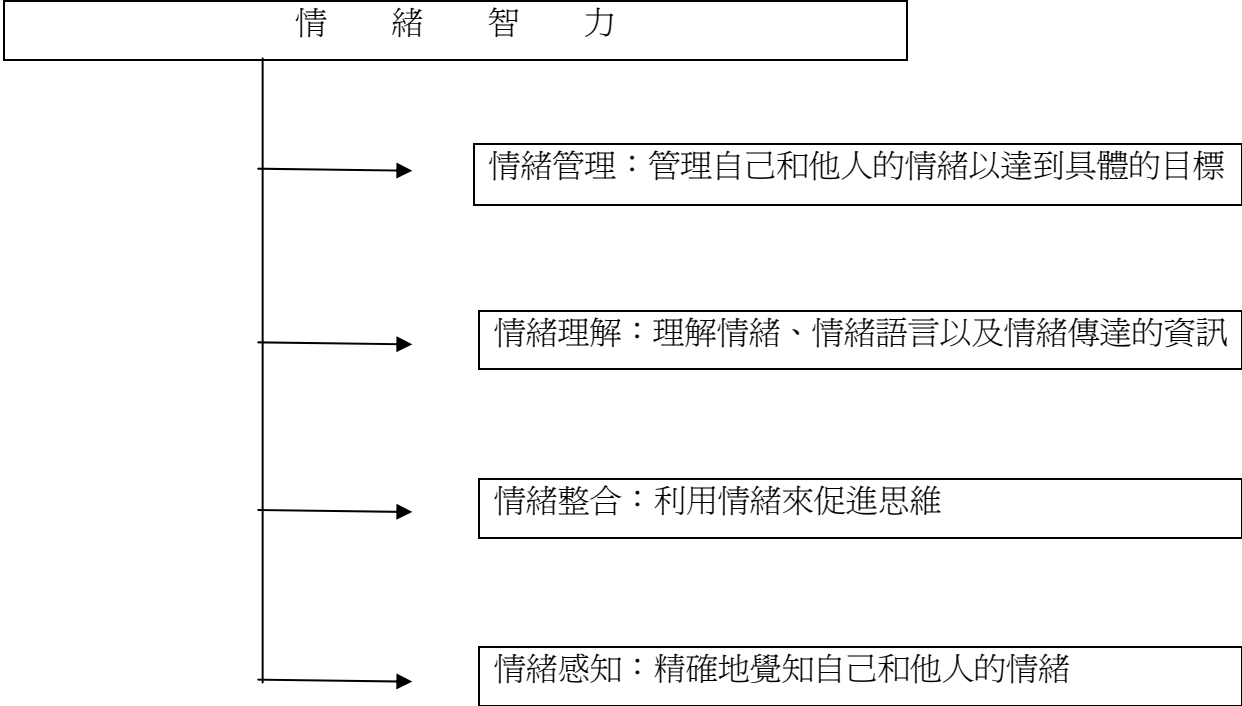 情緒智力
情緒管理：管理自己和他人的情緒以達到具體的目標
情緒理解：理解情緒、情緒語言以及情緒傳達的資訊
情緒整合：利用情緒來促進思維
情緒感知：精確地覺知自己和他人的情緒